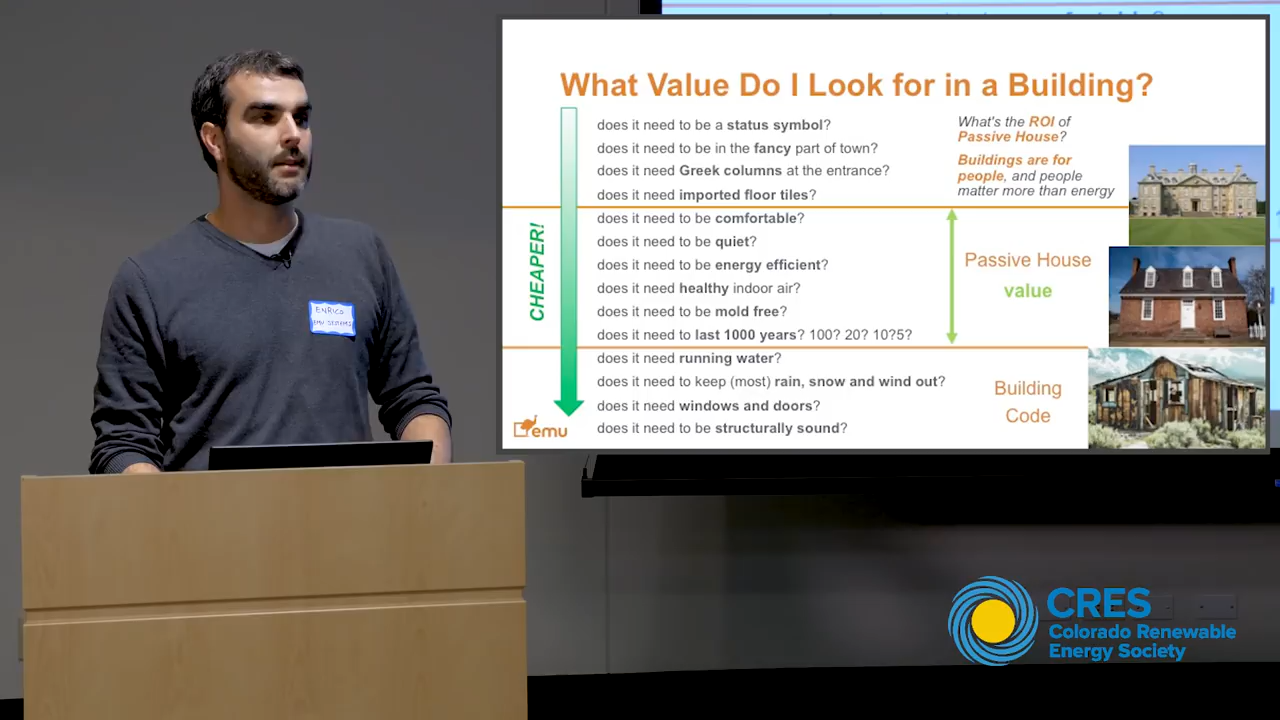 What Value Do I Look for in a Building?
does it need to be a status symbol?
does it need to be in the fancy part of town?
does it need Greek columns at the entrance?
does it need imported floor tiles?
What's the ROI of
Passive House?
Buildings are for
people, and people
matter more than energy
does it need to be comfortable?
does it need to be quiet?
does it need to be energy efficient?
does it need healthy indoor air?
does it need to be mold free?
does it need to last 1000 years? 100? 20? 10?5?
CHEAPER!
Passive House
value
does it need running water?
does it need to keep (most) rain, snow and wind out?
does it need windows and doors?
does it need to be structurally sound?
Building
Code
emu
ENRICO
EMU SYSTEMS
CRES
Colorado Renewable
Energy Society